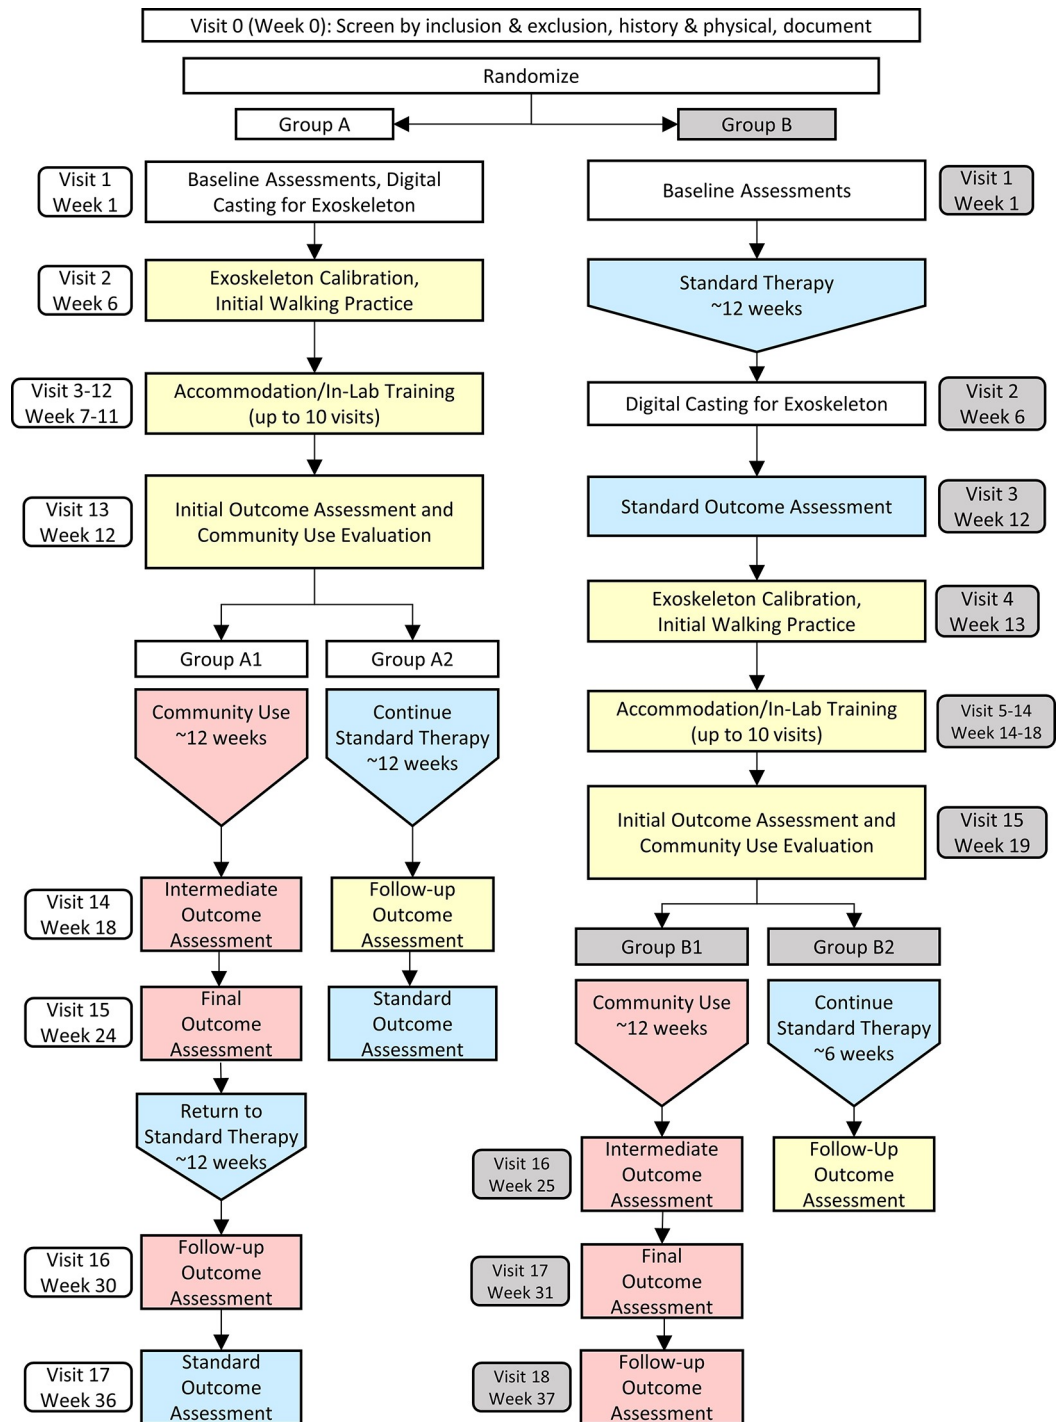 Visit 0 (Week 0): Screen by inclusion & exclusion, history & physical, document
Randomize
Group A
Group B
Visit 1
Week 1
Baseline Assessments, Digital
Casting for Exoskeleton
Visit 2
Week 6
Exoskeleton Calibration,
Initial Walking Practice
Visit 3-12
Week 7-11
Accommodation/In-Lab Training
(up to 10 visits)
Visit 13
Week 12
Initial Outcome Assessment and
Community Use Evaluation
Group A1
Group A2
Community Use
~12 weeks
Continue
Standard Therapy
~12 weeks
Visit 14
Week 18
Intermediate
Outcome
Assessment
Follow-up
Outcome
Assessment
Visit 15
Week 24
Final
Outcome
Assessment
Standard
Outcome
Assessment
Return to
Standard Therapy
~12 weeks
Visit 16
Week 30
Follow-up
Outcome
Assessment
Visit 17
Week 36
Standard
Outcome
Assessment
Baseline Assessments
Visit 1
Week 1
Standard Therapy
~12 weeks
Digital Casting for Exoskeleton
Visit 2
Week 6
Standard Outcome Assessment
Visit 3
Week 12
Exoskeleton Calibration,
Initial Walking Practice
Visit 4
Week 13
Accommodation/In-Lab Training
(up to 10 visits)
Visit 5-14
Week 14-18
Initial Outcome Assessment and
Community Use Evaluation
Visit 15
Week 19
Group B1
Group B2
Community Use
~12 weeks
Continue
Standard Therapy
~6 weeks
Visit 16
Week 25
Intermediate
Outcome
Assessment
Follow-Up
Outcome
Assessment
Visit 17
Week 31
Final
Outcome
Assessment
Visit 18
Week 37
Follow-up
Outcome
Assessment